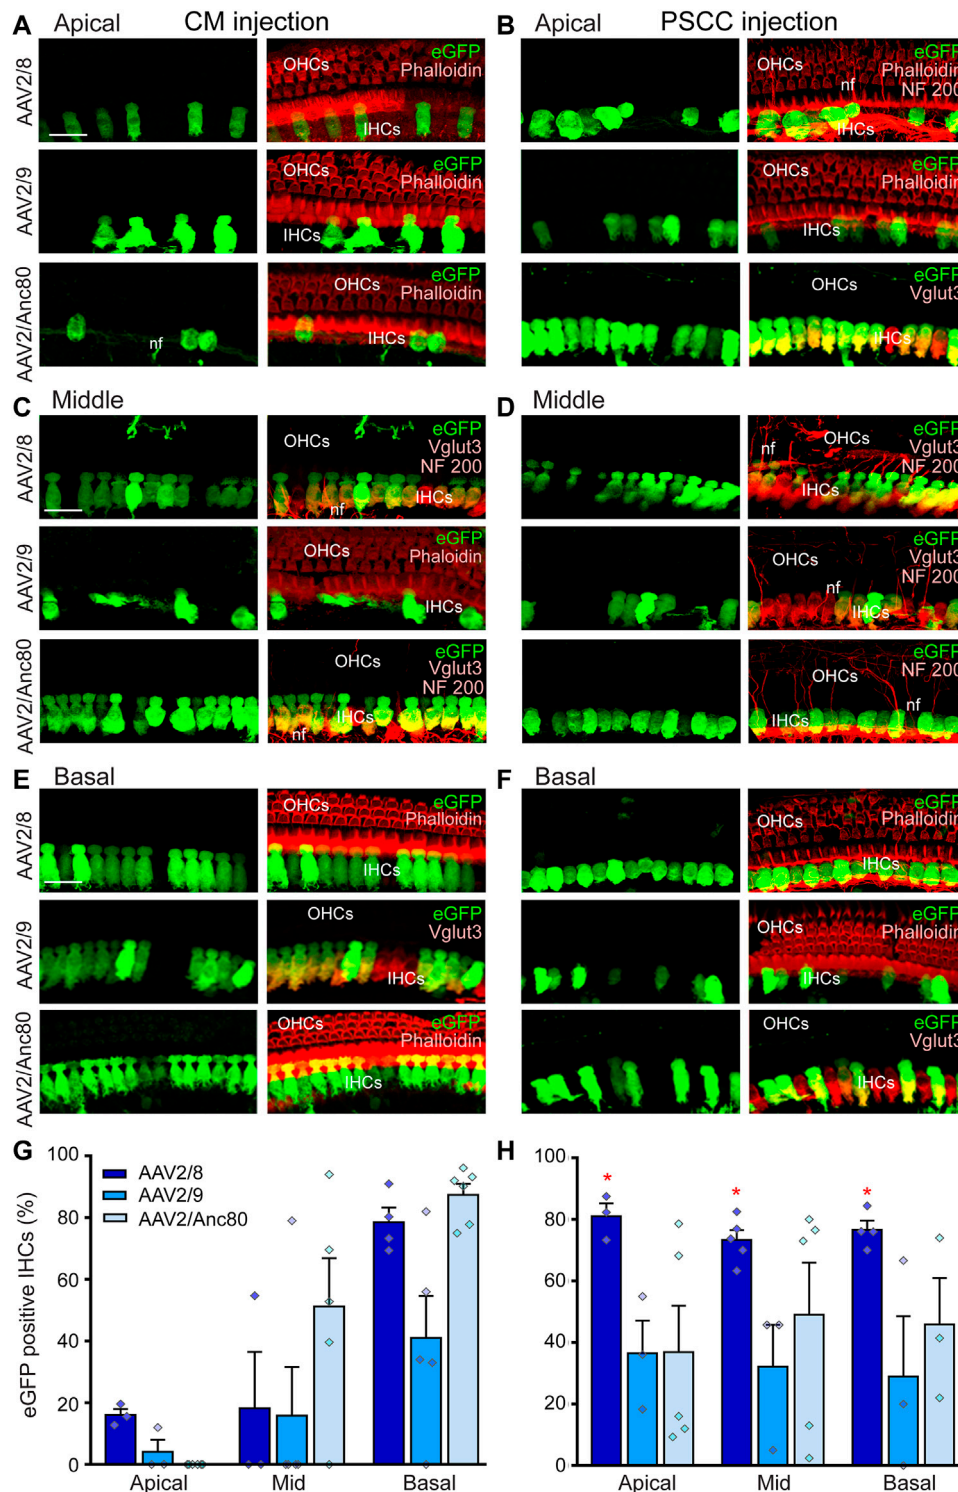 A Apical CM injection
AAV2/8
OHCs
IHCs
eGFP
Phalloidin
AAV2/9
IHCs
eGFP
Phalloidin
AAV2/Anc80
nf
OHCs
IHCs
eGFP
Phalloidin
B Apical PSCC injection
OHCs
nf
IHCs
eGFP
Phalloidin
NF 200
OHCs
IHCs
eGFP
Phalloidin
OHCs
IHCs
eGFP
Vglut3
C Middle
AAV2/8
OHCs
nf
IHCs
eGFP
Vglut3
NF 200
AAV2/9
OHCs
IHCs
eGFP
Phaloidin
AAV2/Anc80
OHCs
IHCs
nf
eGFP
Vglut3
NF 200
D Middle
nf
OHCs
IHCs
eGFP
Vglut3
NF 200
OHCs
nf
IHCs
eGFP
Vglut3
NF 200
OHCs
IHCs
nf
eGFP
NF 200
E Basal
AAV2/8
OHCs
IHCs
eGFP
Phalloidin
AAV2/9
OHCs
IHCs
eGFP
Vglut3
AAV2/Anc80
OHCs
IHCs
eGFP
Phalloidin
F Basal
OHCs
IHCs
eGFP
Phalloidin
OHCs
IHCs
eGFP
Phalloidin
OHCs
IHCs
eGFP
Vglut3
G
eGFP positive IHCs (%)
100
80
60
40
20
0
AAV2/8
AAV2/9
AAV2/Anc80
Apical Mid Basal
H
100
80
60
40
20
0
* * *
Apical Mid Basal